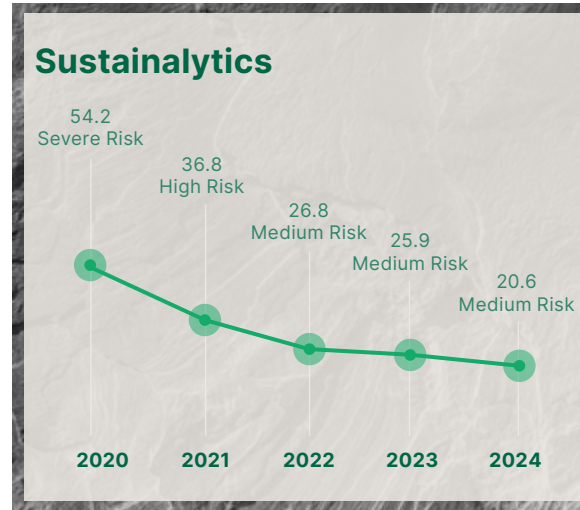 Sustainalytics
54.2
Severe Risk
36.8
High Risk
26.8
Medium Risk
25.9
Medium Risk
20.6
Medium Risk
2020 2021 2022 2023 2024